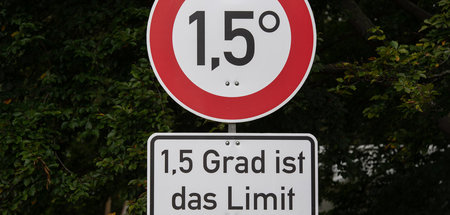 1,5°
1,5 Grad ist
das Limit